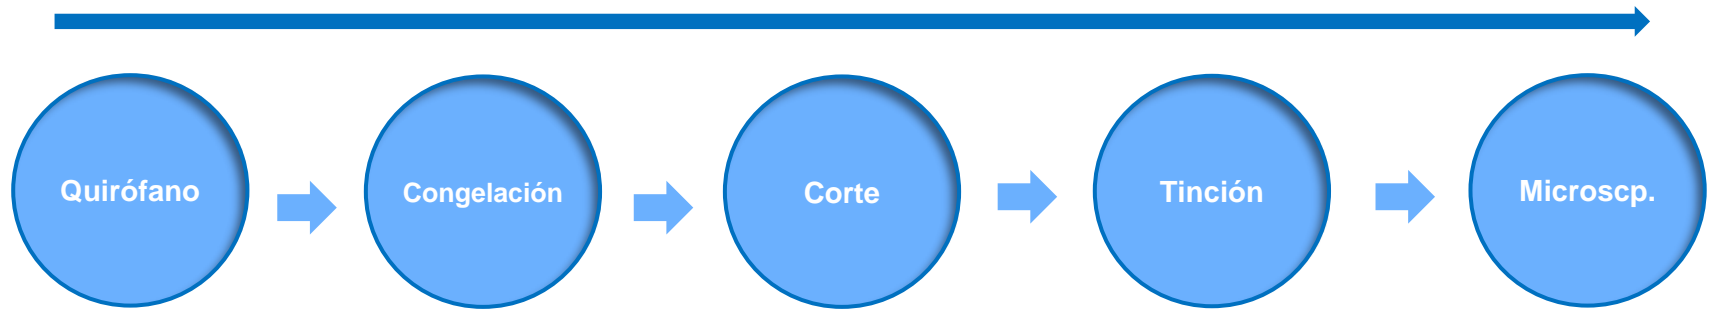 Quirófano
Congelación
Corte
Tinción
Microscp.